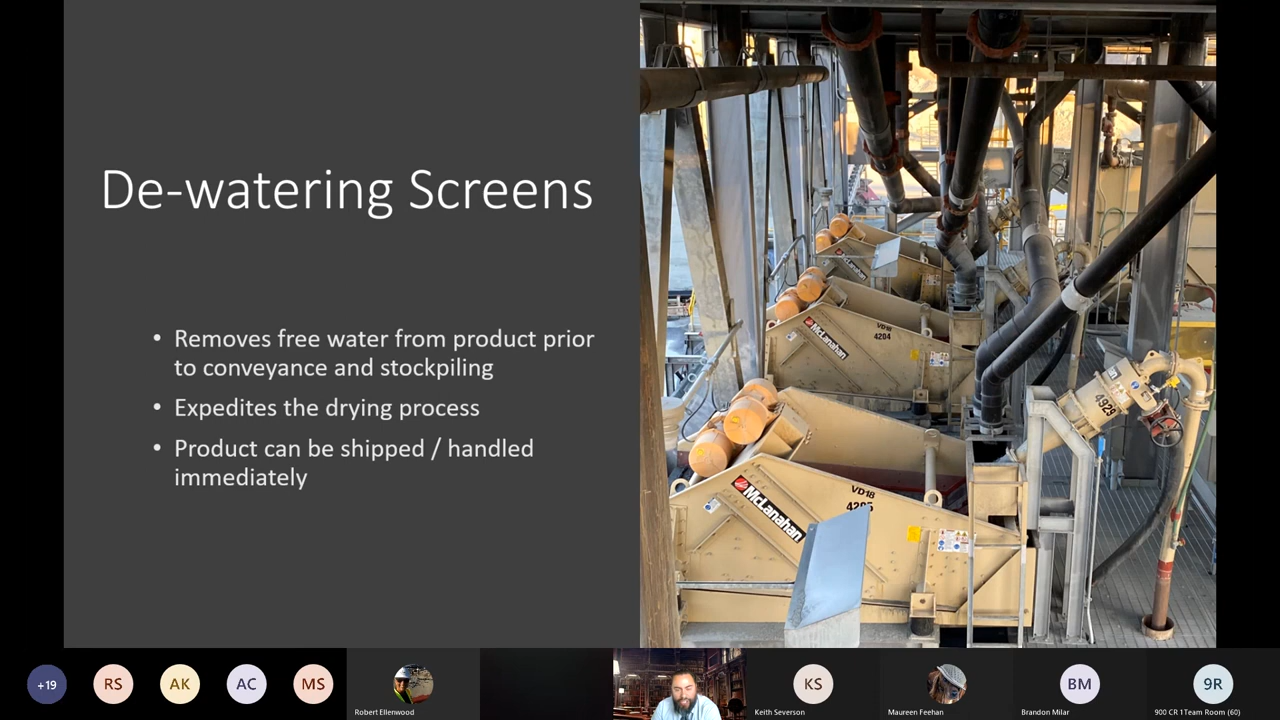 De-watering Screens
• Removes free water from product prior
to conveyance and stockpiling
• Expedites the drying process
• Product can be shipped / handled
immediately
McLanahan
McLanahan
VD18
4204
4929
McLanahan
VD18
+19
RS
AK
AC
MS
Robert Ellenwood
KS
Keith Severson
Maureen Feehan
BM
Brandon Milar
9R
900 CR 1Team Room (60)